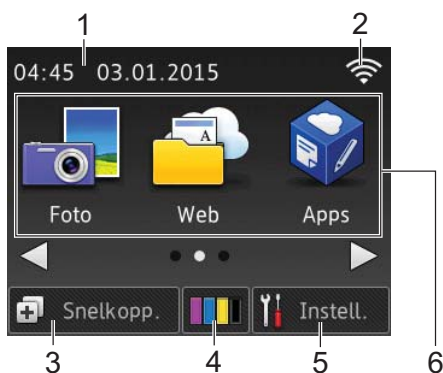 1 2
04:45 03.01.2015
A
Foto Web Apps
Snelkopp. Instell.
3 4 5 6